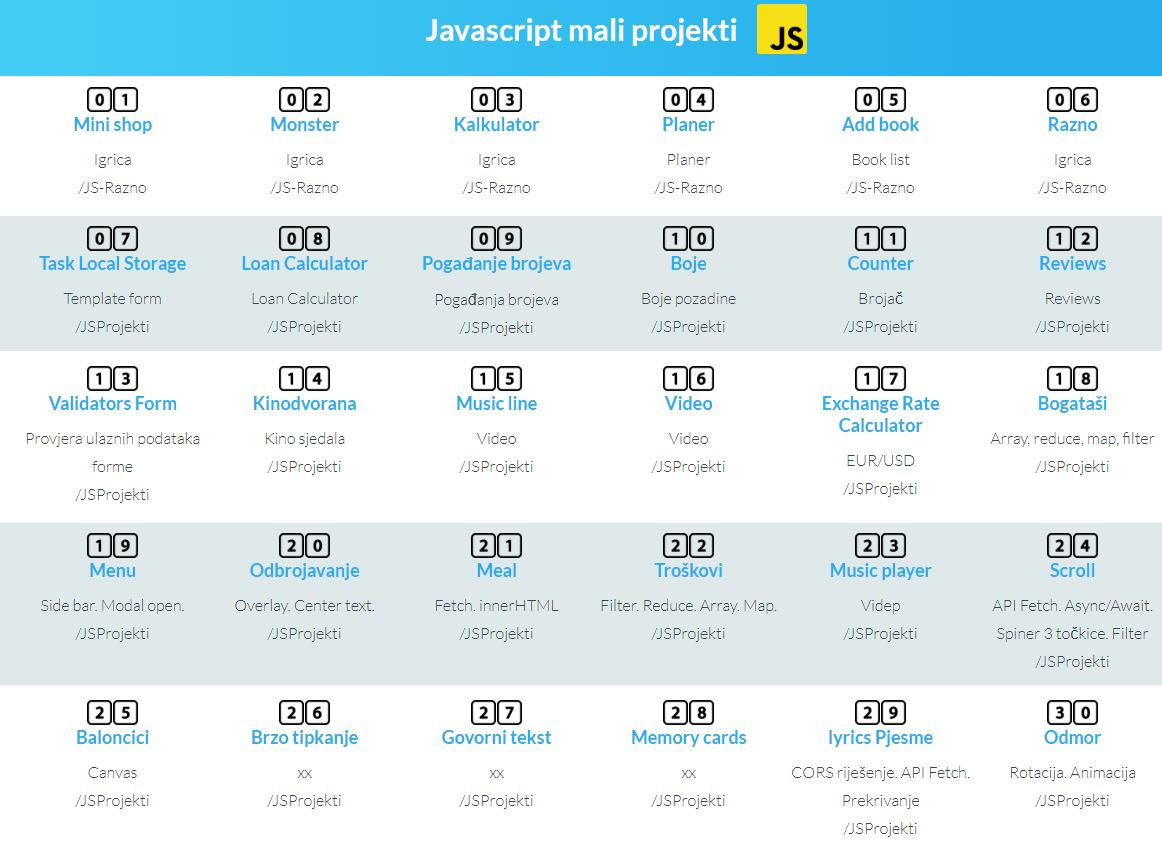 Javascript mali projekti JS
01 02 03 04 05 06
Mini shop Monster Kalkulator Planer Add book Razno
Igrica Igrica Igrica Planer Book list Igrica
/JS-Razno /JS-Razno /JS-Razno /JS-Razno /JS-Razno /JS-Razno
07 08 09 10 11 12
Task Local Storage Loan Calculator Pogađanje brojeva Boje Counter Reviews
Template form Loan Calculator Pogađanja brojeva Boje pozadine Brojač Reviews
/JSProjekti /JSProjekti /JSProjekti /JSProjekti /JSProjekti /JSProjekti
13 14 15 16 17 18
Validators Form Kinodvorana Music line Video Exchange Rate Bogataši
Calculator
Provjera ulaznih podataka Kino sjedala Video Video Array, reduce, map, filter
EUR/USD
forme /JSProjekti /JSProjekti /JSProjekti /JSProjekti
/JSProjekti /JSProjekti
19 20 21 22 23 24
Menu Odbrojavanje Meal Troškovi Music player Scroll
Side bar. Modal open. Overlay. Center text. Fetch. innerHTML Filter. Reduce. Array. Map. Videp API Fetch. Async/Await.
/JSProjekti /JSProjekti /JSProjekti /JSProjekti /JSProjekti Spiner 3 točkice. Filter
/JSProjekti
25 26 27 28 29 30
Baloncici Brzo tipkanje Govorni tekst Memory cards lyrics Pjesme Odmor
Canvas xx xx xx CORS riješenje. API Fetch. Rotacija. Animacija
/JSProjekti /JSProjekti /JSProjekti /JSProjekti Prekrivanje /JSProjekti
/JSProjekti